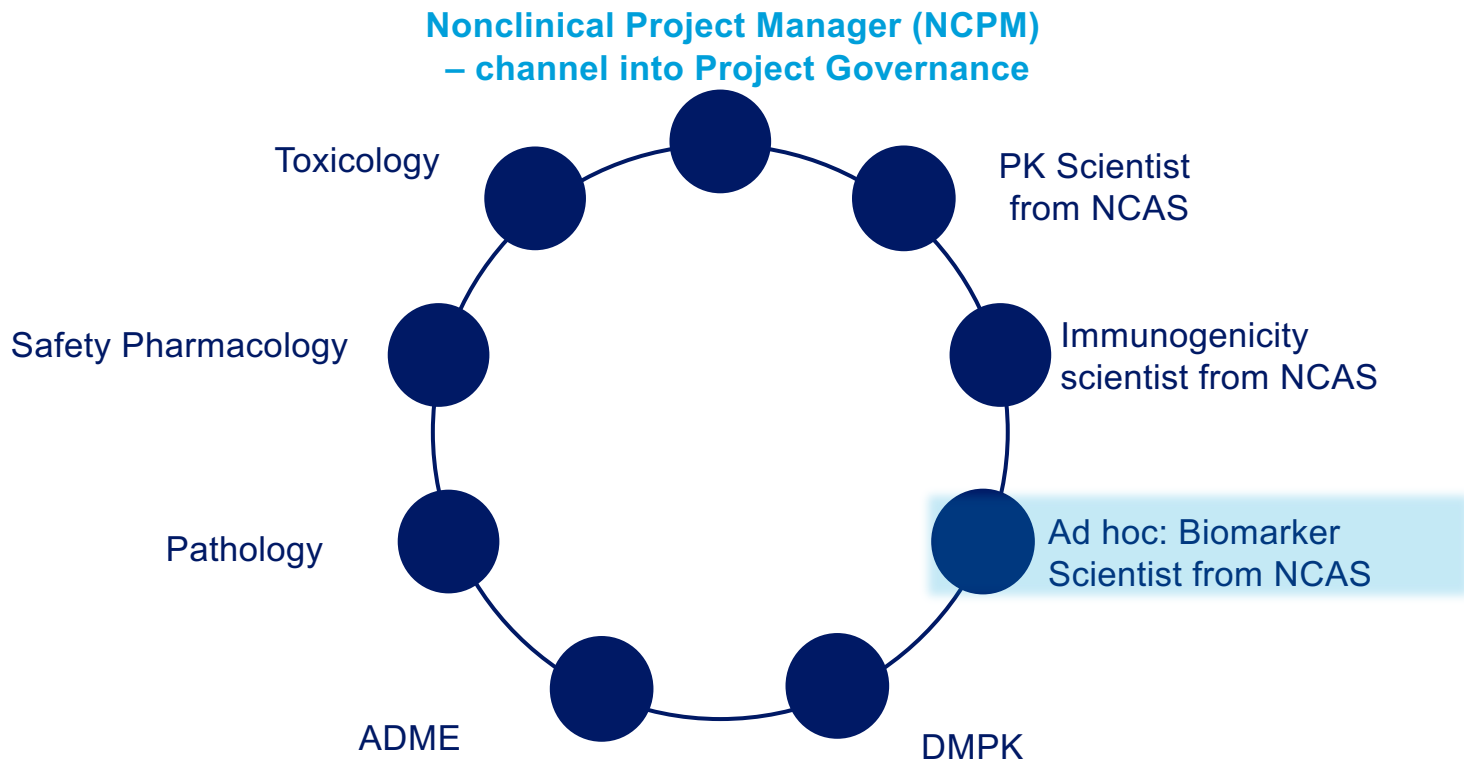 Nonclinical Project Manager (NCPM)
– channel into Project Governance
Toxicology
PK Scientist
from NCAS
Safety Pharmacology
Immunogenicity
scientist from NCAS
Pathology
Ad hoc: Biomarker
Scientist from NCAS
ADME
DMPK